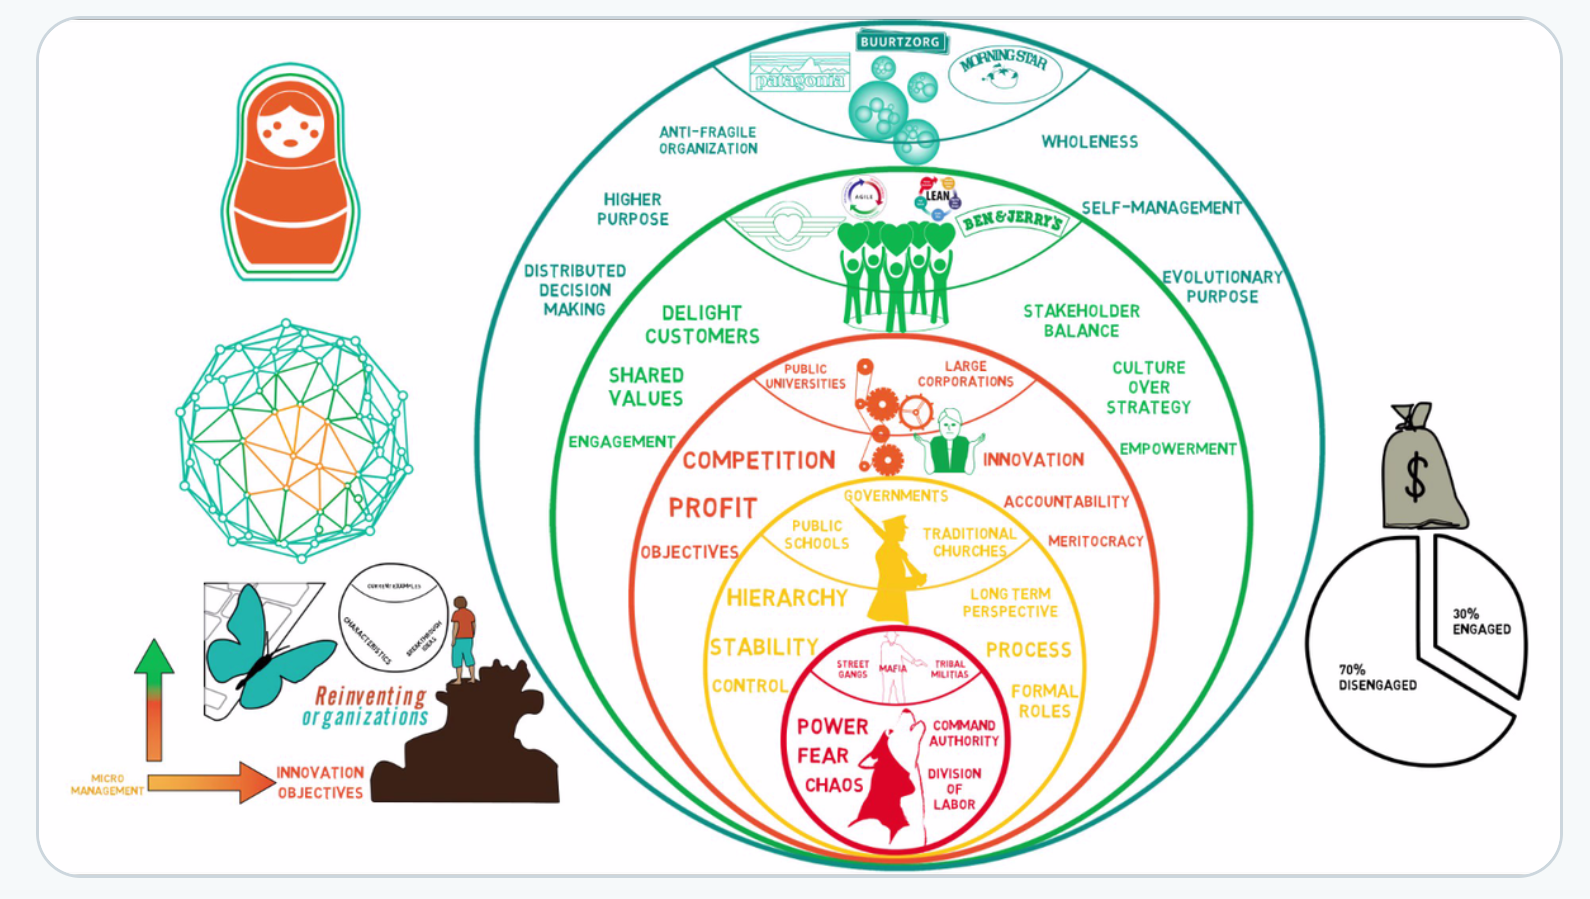 BUURTZORG
patagonia
MORNING STAR
ANTI-FRAGILE
ORGANIZATION
WHOLENESS
HIGHER
PURPOSE
SELF-MANAGEMENT
DISTRIBUTED
DECISION
MAKING
EVOLUTIONARY
PURPOSE
AGILE
LEAN
BEN & JERRY'S
DELIGHT
CUSTOMERS
STAKEHOLDER
BALANCE
SHARED
VALUES
CULTURE
OVER
STRATEGY
ENGAGEMENT
EMPOWERMENT
PUBLIC
UNIVERSITIES
LARGE
CORPORATIONS
COMPETITION
INNOVATION
PROFIT
ACCOUNTABILITY
OBJECTIVES
MERITOCRACY
GOVERNMENTS
PUBLIC
SCHOOLS
TRADITIONAL
CHURCHES
HIERARCHY
LONG TERM
PERSPECTIVE
STABILITY
PROCESS
CONTROL
FORMAL
ROLES
STREET
GANGS
MAFIA
TRIBAL
MILITIAS
POWER
FEAR
CHAOS
COMMAND
AUTHORITY
DIVISION
OF
LABOR
CURRENT EXAMPLES
CHARACTERISTICS
BREAKTHROUGH
IDEAS
Reinventing
organizations
MICRO
MANAGEMENT
INNOVATION
OBJECTIVES
$
30%
ENGAGED
70%
DISENGAGED